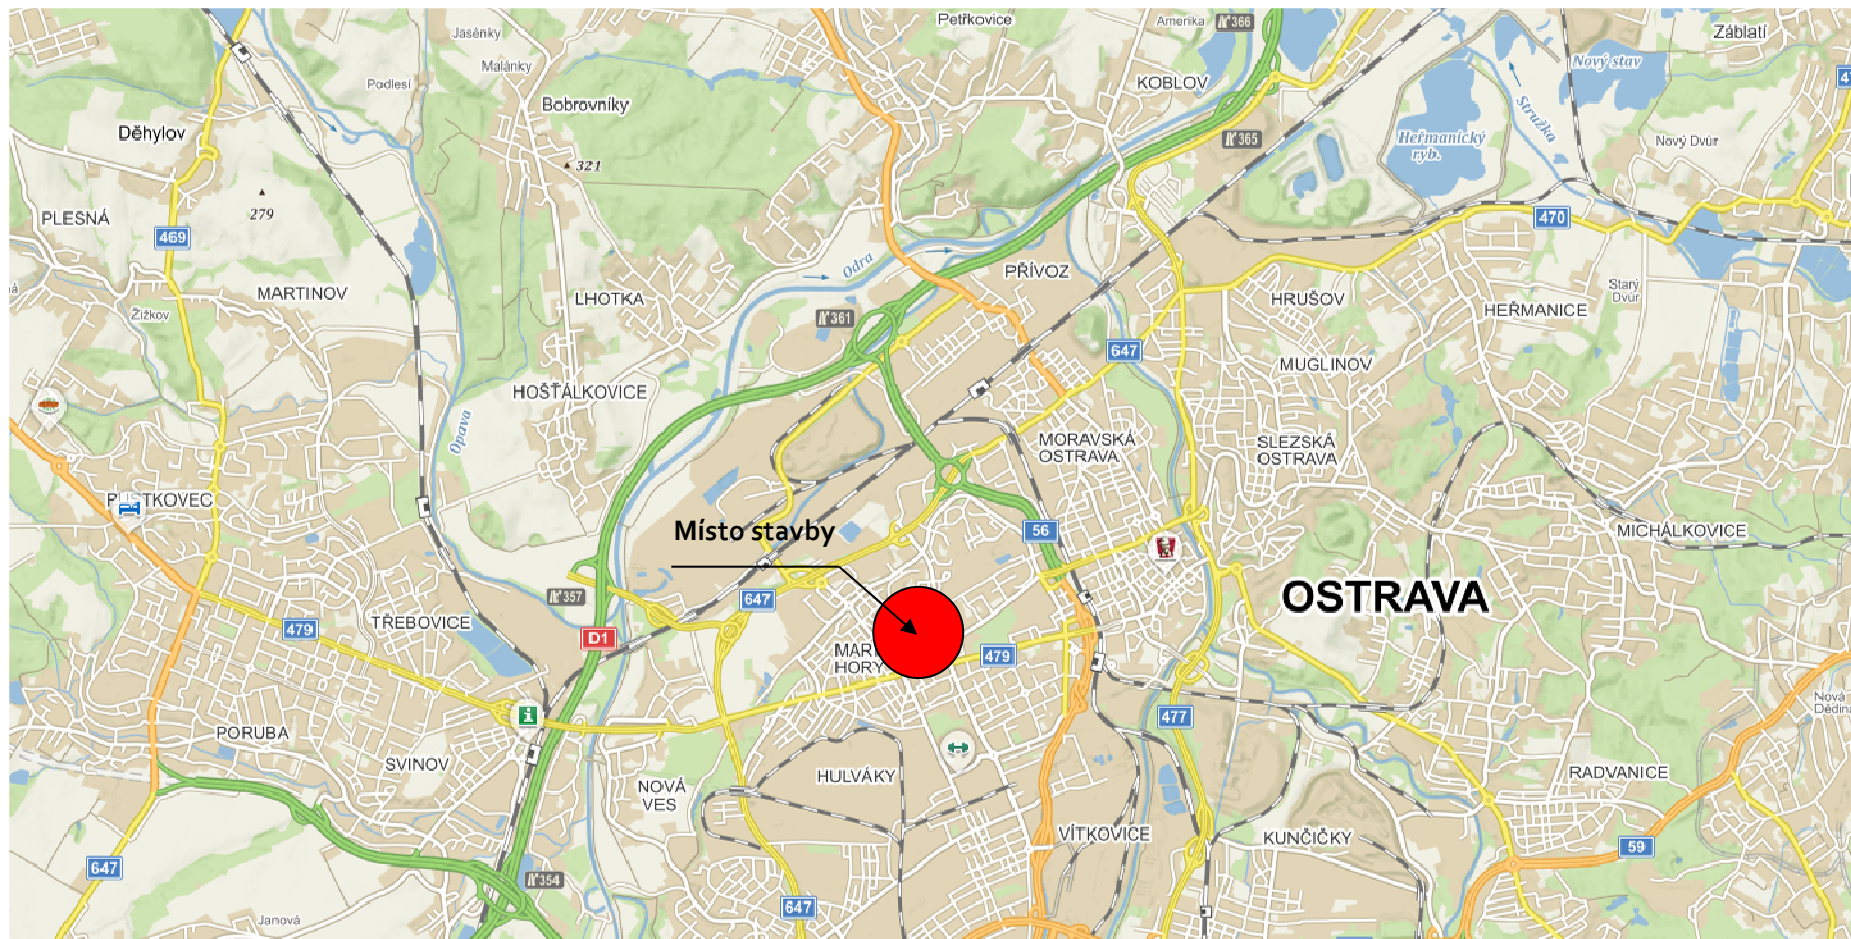 Petřkovice
Amerika
366
Záblatí
Jasénky
Malánky
Nový stav
Podlesí
KOBLOV
Bobrovníky
Stružka
Děhylov
365
Heřmanický
ryb.
Nový Dvůr
321
279
PLESNÁ
469
470
Odra
PŘÍVOZ
MARTINOV
LHOTKA
HRUŠOV
Starý
Dvůr
Žižkov
361
HEŘMANICE
647
MUGLINOV
HOŠŤÁLKOVICE
Opava
MORAVSKÁ
OSTRAVA
SLEZSKÁ
OSTRAVA
Místo stavby
56
MICHÁLKOVICE
357
647
OSTRAVA
479
TŘEBOVICE
D1
479
HORY
Nová
477
PORUBA
SVINOV
HULVÁKY
RADVANICE
NOVÁ
VES
VÍTKOVICE
KUNČIČKY
59
647
354
647
Janová